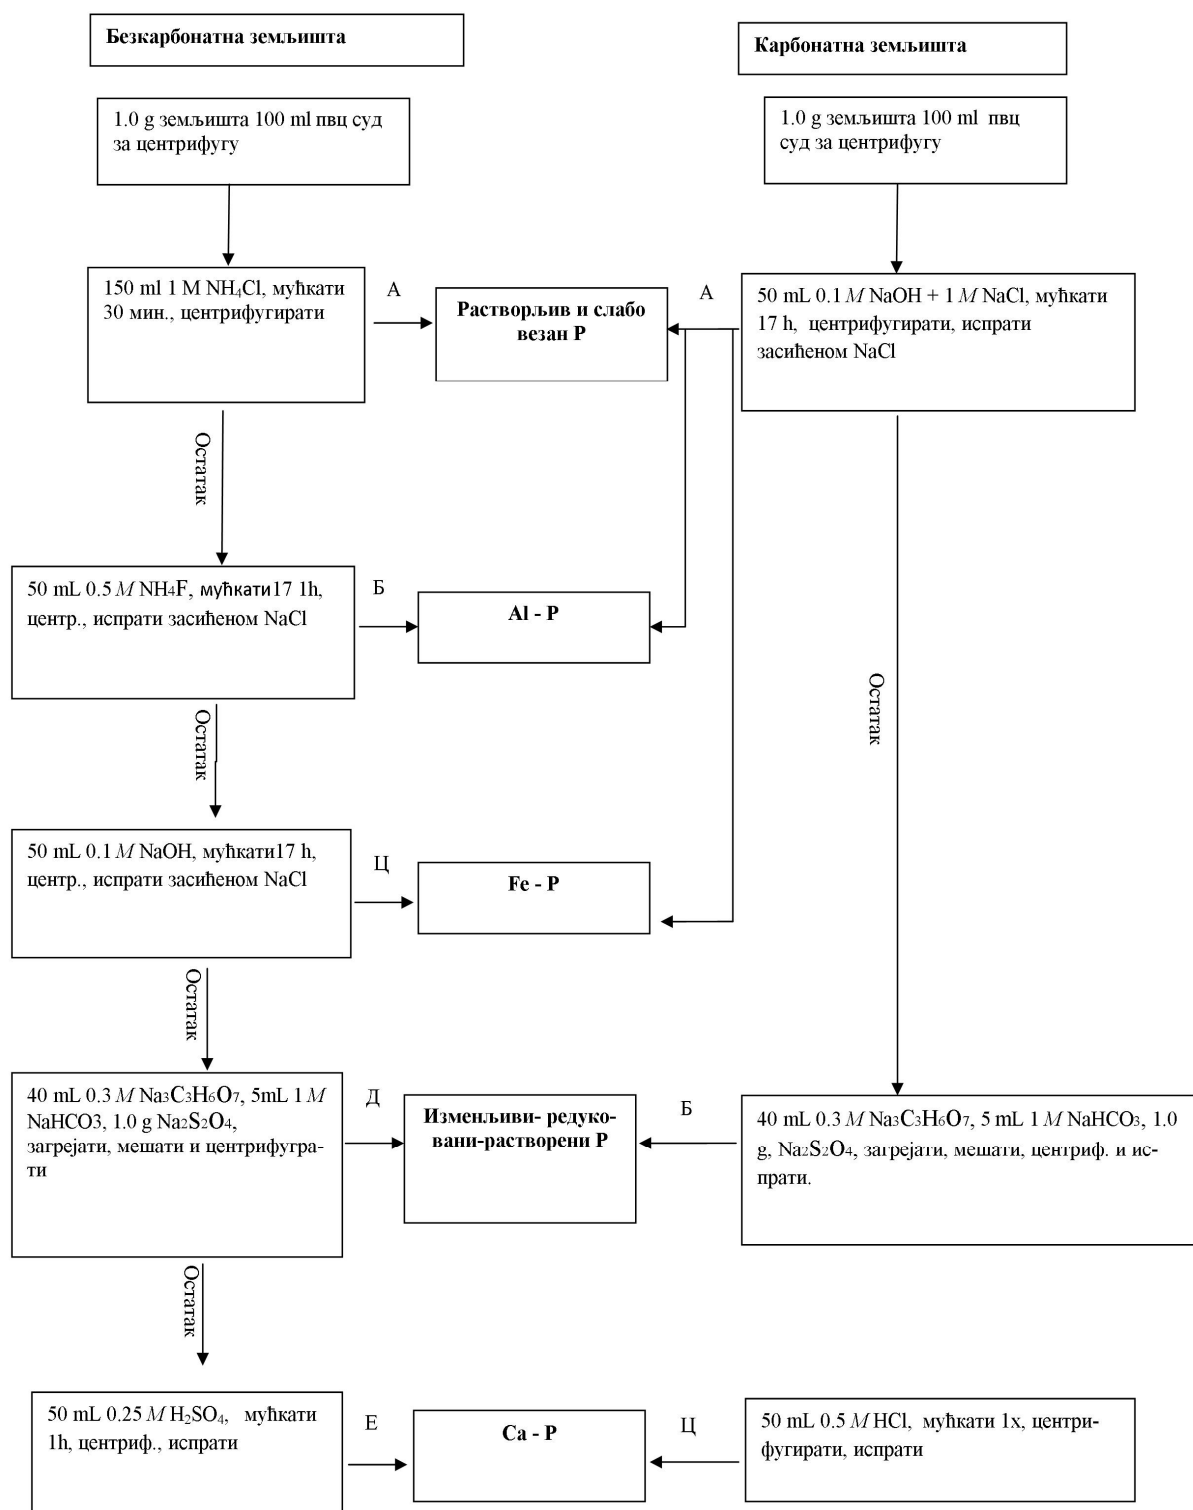 Безкарбонатна земљишта
Карбонатна земљишта
1.0 g земљишта 100 ml пвц суд
за центрифугу
1.0 g земљишта 100 ml пвц
суд за центрифугу
150 ml 1 M NH₄Cl, мућкати
30 мин., центрифугирати
А
Растворљив и слабо
везан P
А
50 mL 0.1 M NaOH + 1 M NaCl, мућкати
17 h, центрифугирати, испрати
засићеном NaCl
Остатак
50 mL 0.5 M NH4F, мућкати17 1h,
центр., испрати засићеном NaCl
Б
Al - P
Остатак
Остатак
50 mL 0.1 M NaOH, мућкати17 h,
центр., испрати засићеном NaCl
Ц
Fe - P
Остатак
40 mL 0.3 M Na3C3H6O7, 5mL 1 M
NaHCO3, 1.0 g Na2S2O4,
загрејати, мешати и центрифугра-
ти
Д
Изменљиви- редуко-
вани-растворени P
Б
40 mL 0.3 M Na3C3H6O7, 5 mL 1 M NaHCO3, 1.0
g, Na2S2O4, загрејати, мешати, центриф. и ис-
прати.
Остатак
50 mL 0.25 M H₂SO₄, мућкати
1h, центриф., испрати
Е
Ca - P
Ц
50 mL 0.5 M HCl, мућкати 1x, центри-
фугирати, испрати